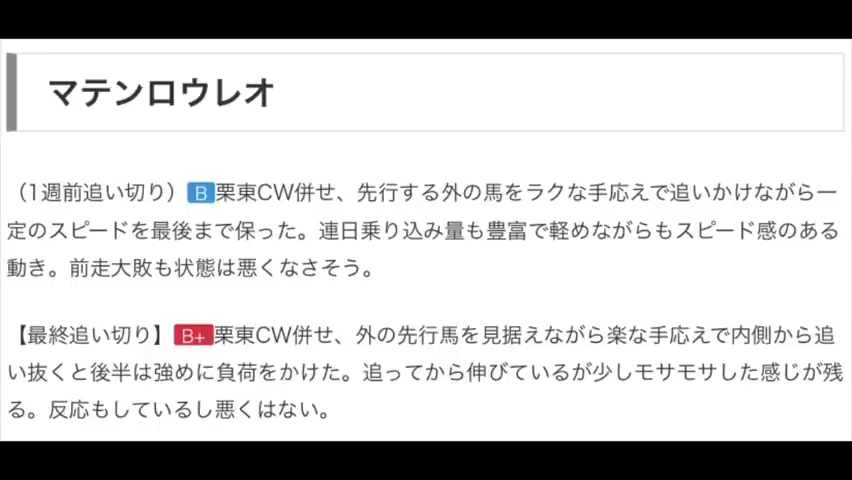 マテンロウレオ
（1週前追い切り）B栗東CW併せ、先行する外の馬をラクな手応えで追いかけながら一
定のスピードを最後まで保った。連日乗り込み量も豊富で軽めながらもスピード感のある
動き。前走大敗も状態は悪くなさそう。
【最終追い切り】B+栗東CW併せ、外の先行馬を見据えながら楽な手応えで内側から追
い抜くと後半は強めに負荷をかけた。追ってから伸びているが少しモサモサした感じが残
る。反応もしているし悪くはない。